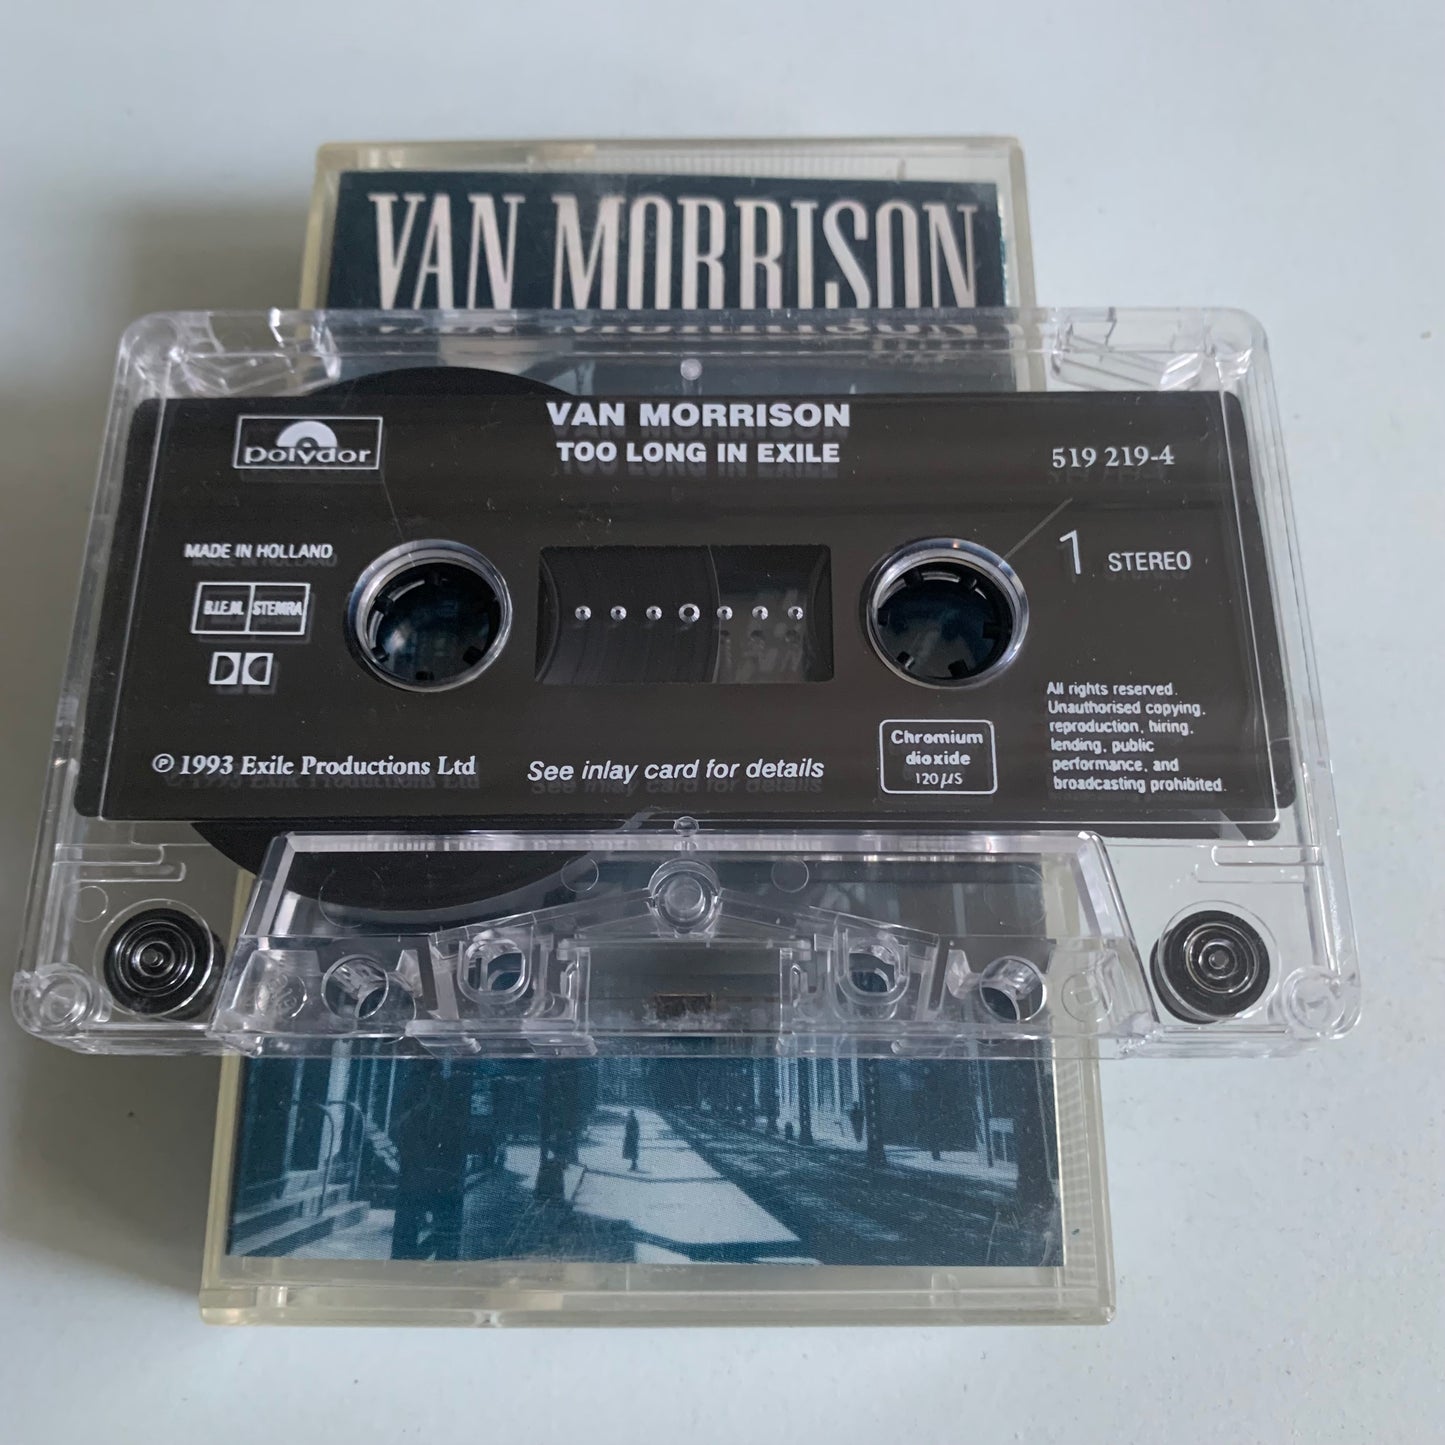 VAN MORRISON
polydor
VAN MORRISON
TOO LONG IN EXILE
519 219-4
MADE IN HOLLAND
B.I.E.M. STEMRA
1 STEREO
All rights reserved.
Unauthorised copying,
reproduction, hiring,
lending, public
performance, and
broadcasting prohibited.
Chromium
dioxide
120 µs
℗ 1993 Exile Productions Ltd
See inlay card for details